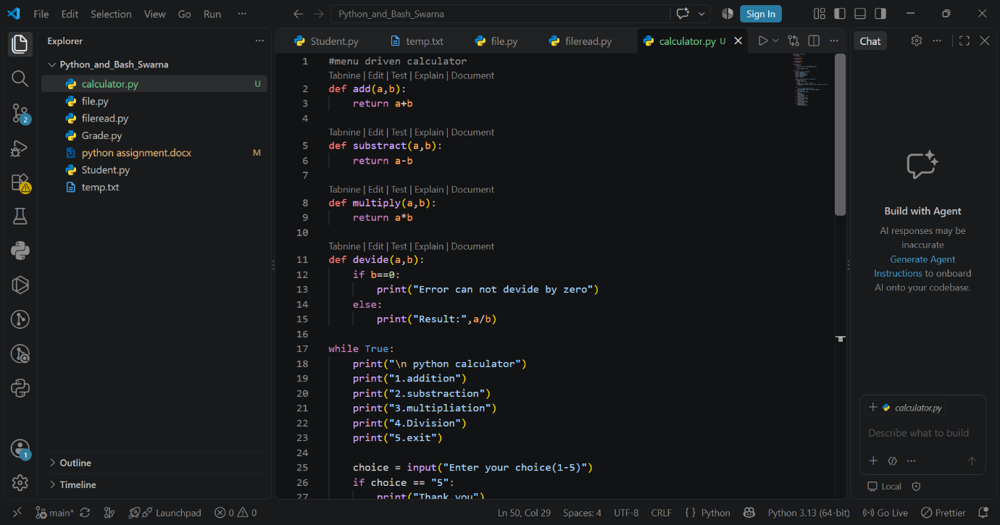 File Edit Selection View Go Run ···
Python_and_Bash_Swarna
Sign In
Explorer
Python_and_Bash_Swarna
calculator.py U
file.py
fileread.py
Grade.py
python assignment.docx M
Student.py
temp.txt
Outline
Timeline
2
1
Student.py temp.txt file.py fileread.py calculator.py U
1 #menu driven calculator
Tabnine | Edit | Test | Explain | Document
2 def add(a,b):
3 return a+b
4
Tabnine | Edit | Test | Explain | Document
5 def substract(a,b):
6 return a-b
7
Tabnine | Edit | Test | Explain | Document
8 def multiply(a,b):
9 return a*b
10
Tabnine | Edit | Test | Explain | Document
11 def devide(a,b):
12 if b==0:
13 print("Error can not devide by zero")
14 else:
15 print("Result:",a/b)
16
17 while True:
18 print("\n python calculator")
19 print("1.addition")
20 print("2.substraction")
21 print("3.multipliation")
22 print("4.Division")
23 print("5.exit")
24
25 choice = input("Enter your choice(1-5)")
26 if choice == "5":
27 print("Thank you")
Chat
Build with Agent
AI responses may be
inaccurate
Generate Agent
Instructions to onboard
AI onto your codebase.
calculator.py
Describe what to build
Local
main* Launchpad 0 0
Ln 50, Col 29 Spaces: 4 UTF-8 CRLF { } Python Python 3.13 (64-bit) Go Live Prettier